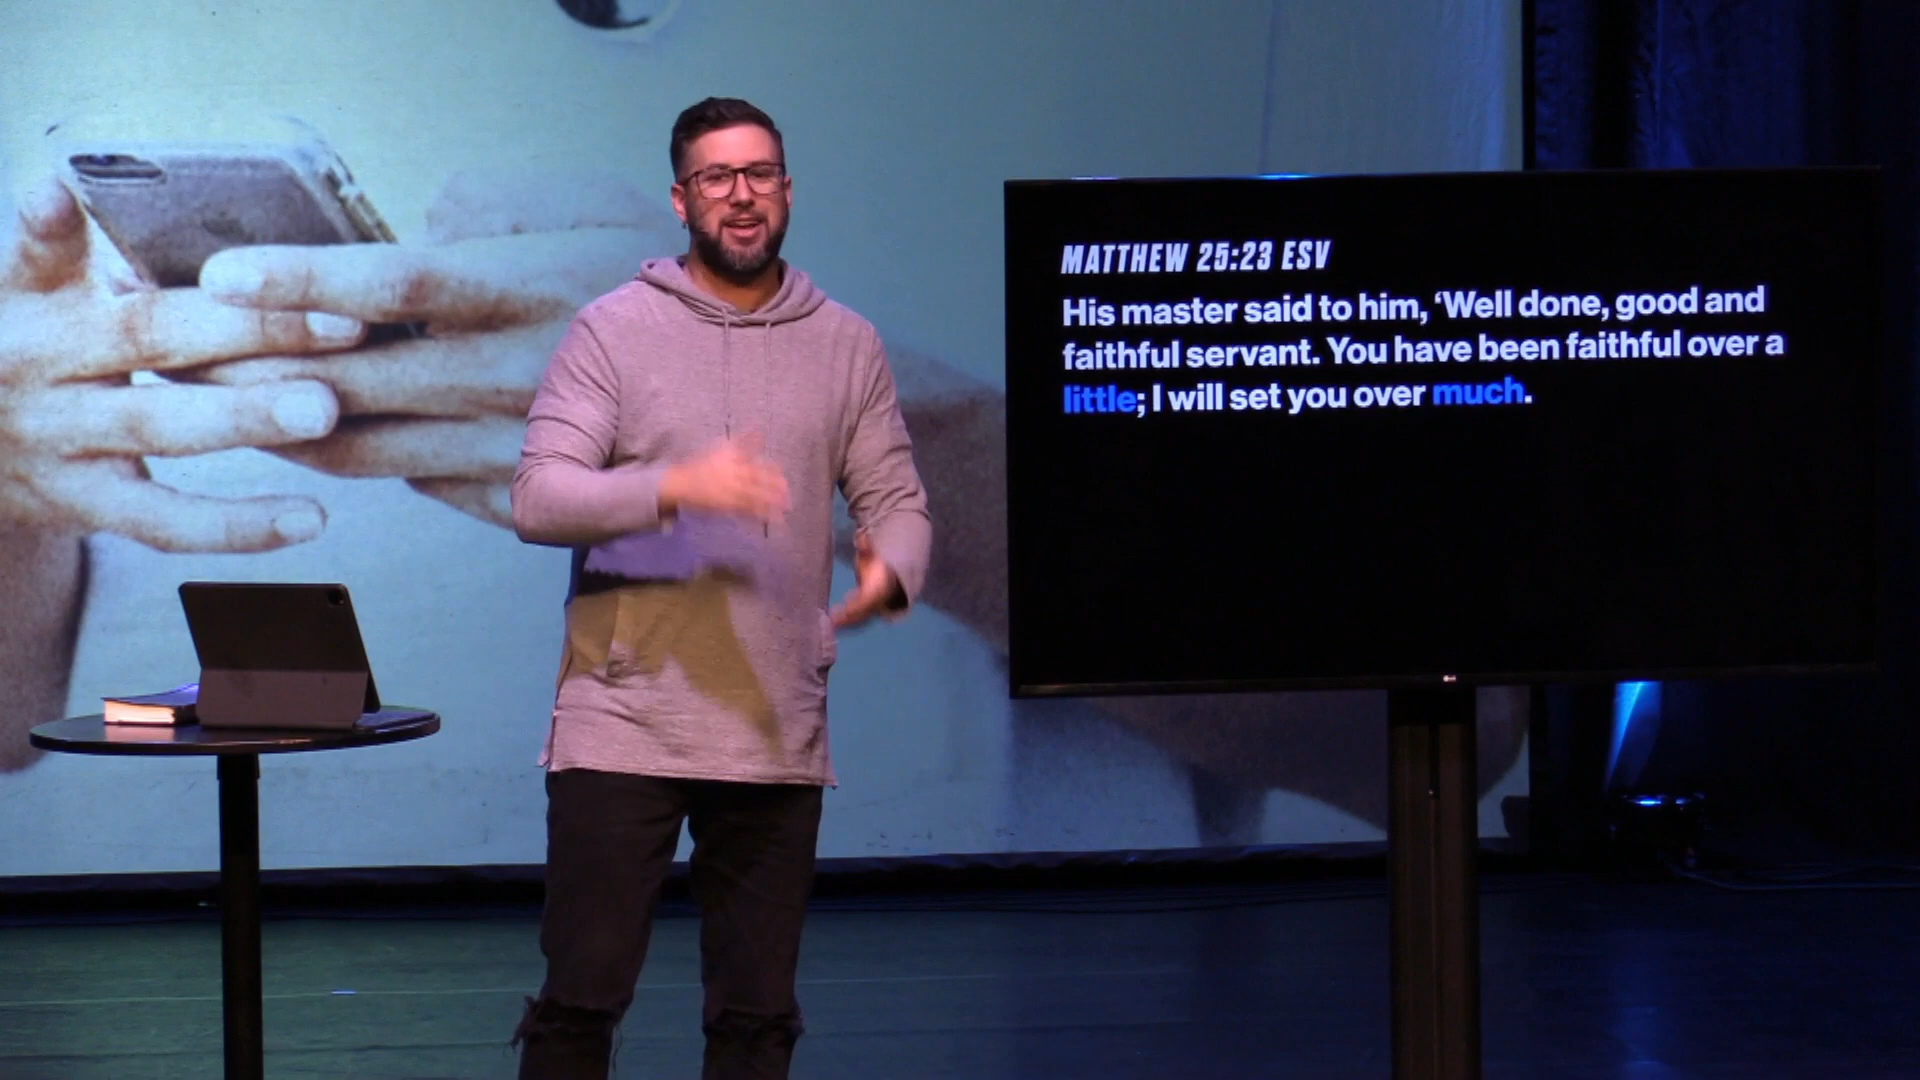 MATTHEW 25:23 ESV
His master said to him, ‘Well done, good and
faithful servant. You have been faithful over a
little; I will set you over much.